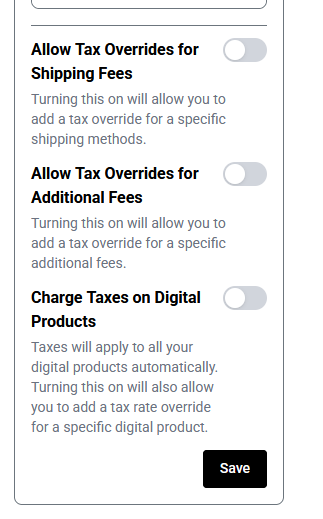 Allow Tax Overrides for
Shipping Fees
Turning this on will allow you to
add a tax override for a specific
shipping methods.
Allow Tax Overrides for
Additional Fees
Turning this on will allow you to
add a tax override for a specific
additional fees.
Charge Taxes on Digital
Products
Taxes will apply to all your
digital products automatically.
Turning this on will also allow
you to add a tax rate override
for a specific digital product.
Save